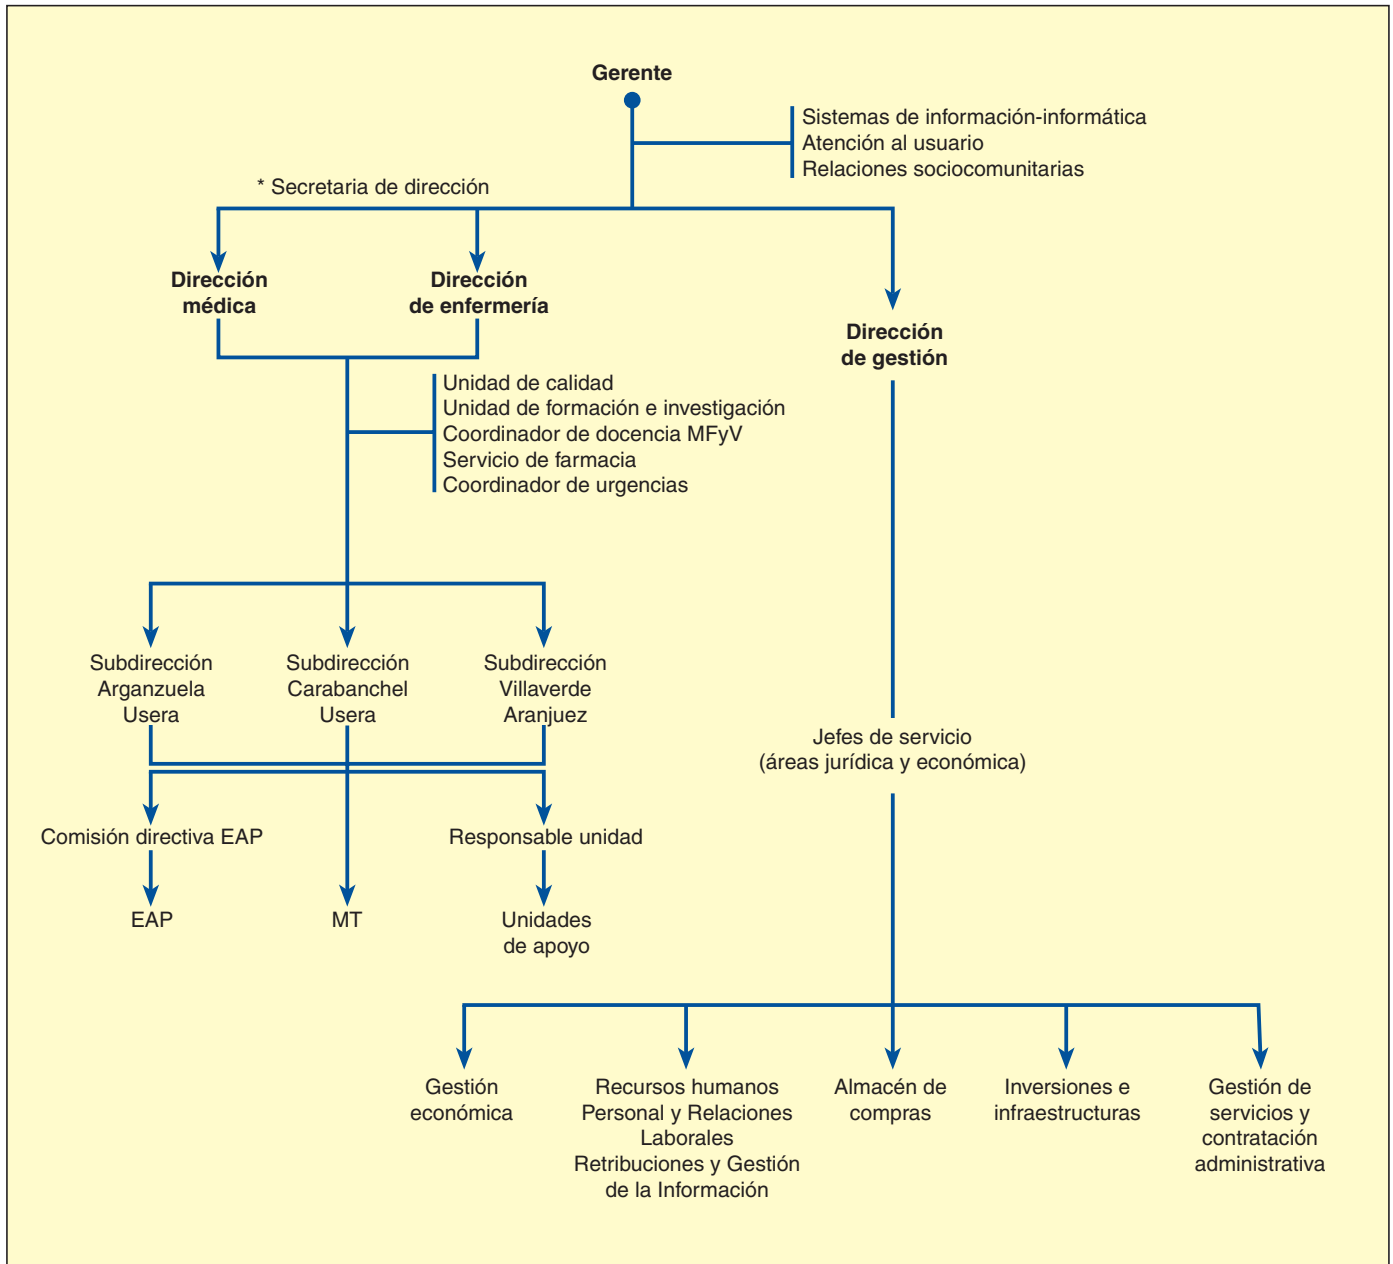 Gerente
Sistemas de información-informática
Atención al usuario
Relaciones sociocomunitarias
* Secretaria de dirección
Dirección
médica
Dirección
de enfermería
Dirección
de gestión
Unidad de calidad
Unidad de formación e investigación
Coordinador de docencia MFyV
Servicio de farmacia
Coordinador de urgencias
Subdirección
Arganzuela
Usera
Subdirección
Carabanchel
Usera
Subdirección
Villaverde
Aranjuez
Jefes de servicio
(áreas jurídica y económica)
Comisión directiva EAP
Responsable unidad
EAP
MT
Unidades
de apoyo
Gestión
económica
Recursos humanos
Personal y Relaciones
Laborales
Retribuciones y Gestión
de la Información
Almacén de
compras
Inversiones e
infraestructuras
Gestión de
servicios y
contratación
administrativa